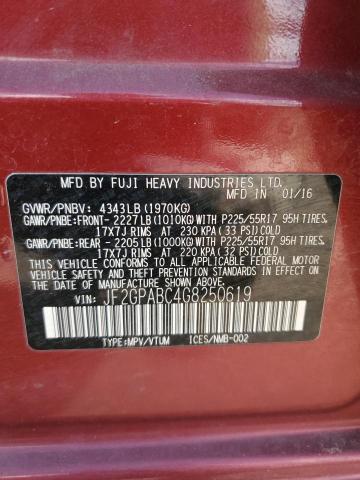 MFD.BY FUJI HEAVY INDUSTRIES LTD.
MFD IN 01/16
GVWR/PNBV: 4343LB(1970KG)
GAWR/PNBE:FRONT- 2227LB(1010KG)WITH P225/55R17 95H TIRES,
17X7J RIMS AT 230 KPA(33 PSI)COLD
GAWR/PNBE:REAR - 2205LB(1000KG)WITH P225/55R17 95H TIRES,
17X7J RIMS AT 220 KPA(32 PSI)COLD
THIS VEHICLE CONFORMS TO ALL APPLICABLE FEDERAL MOTOR
VEHICLE SAFETY, BUMPER, AND THEFT PREVENTION STANDARDS
IN EFFECT ON THE DATE OF MANUFACTURE SHOWN ABOVE.
VIN: JF2GPABC4G8250619
TYPE:MPV/VTUM ICES/NMB-002